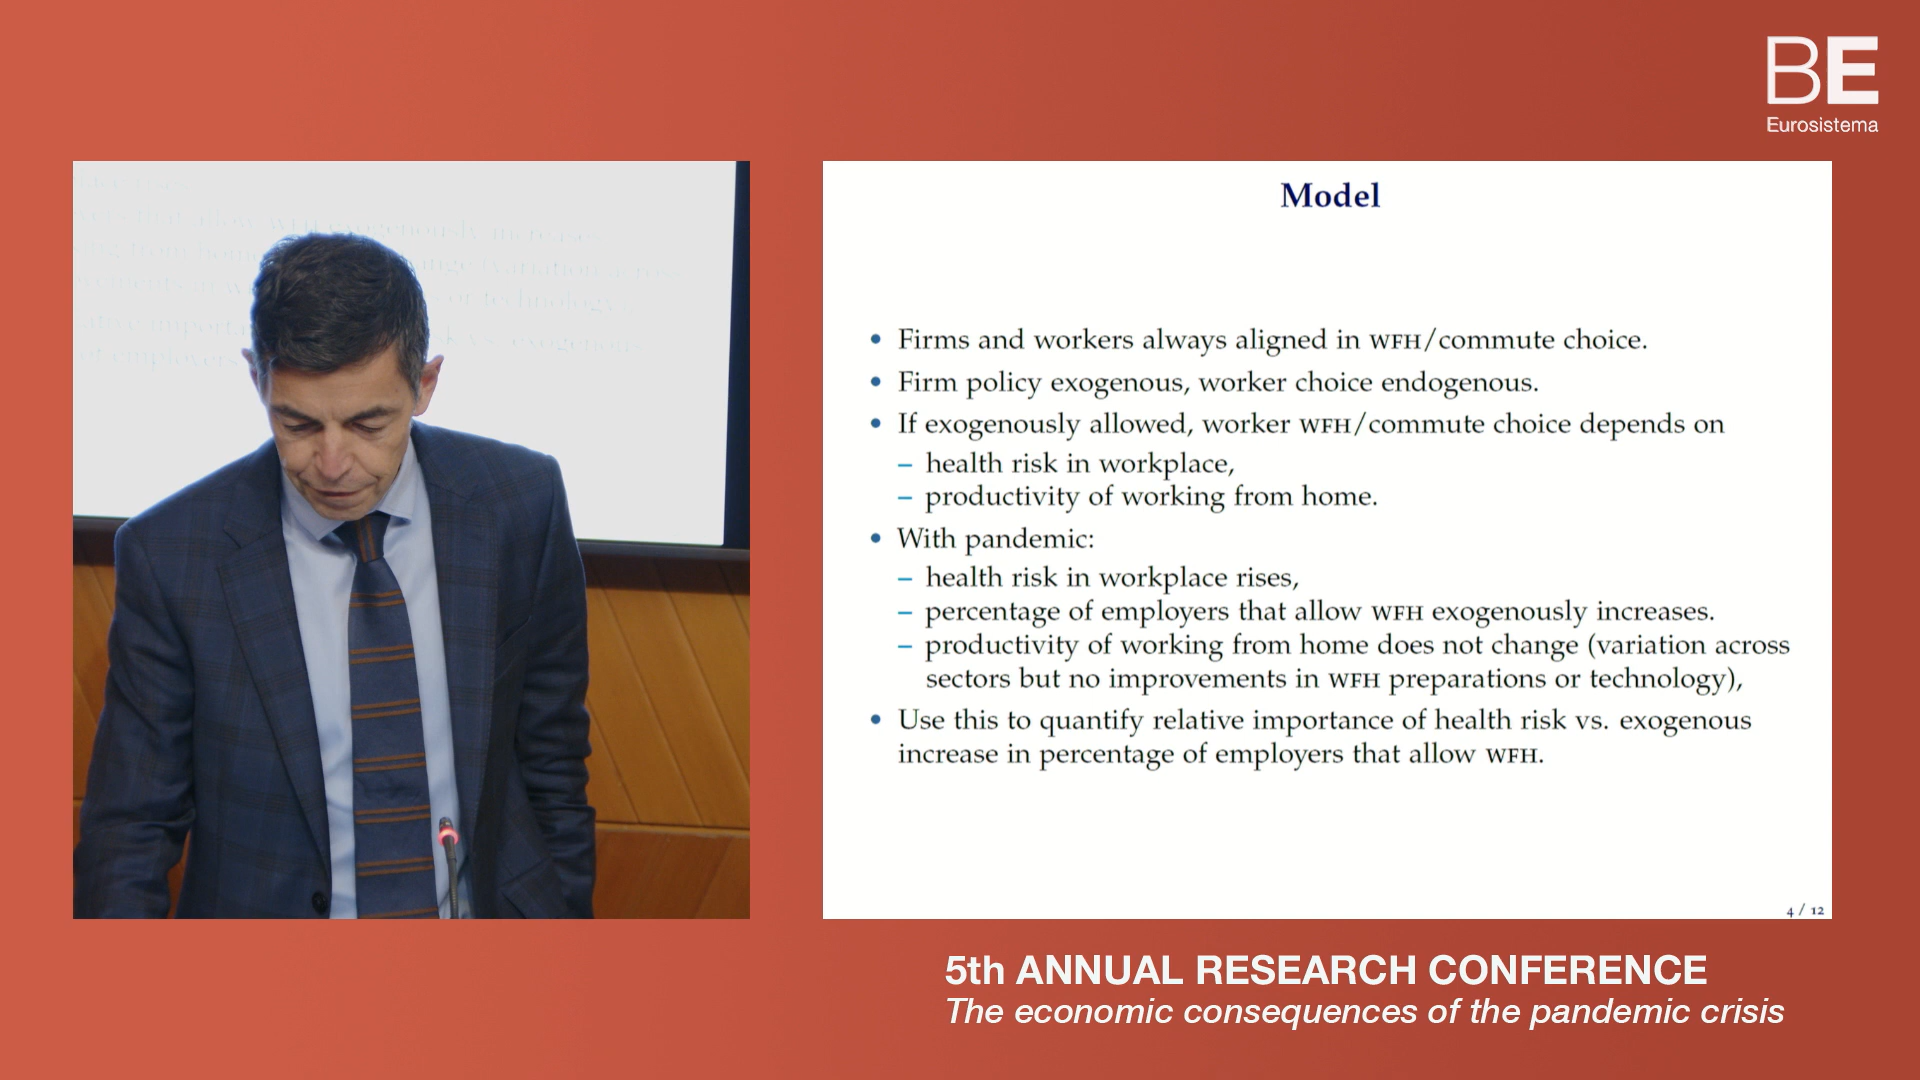 BE
Eurosistema
Model
• Firms and workers always aligned in WFH/commute choice.
• Firm policy exogenous, worker choice endogenous.
• If exogenously allowed, worker WFH/commute choice depends on
– health risk in workplace,
– productivity of working from home.
• With pandemic:
– health risk in workplace rises,
– percentage of employers that allow WFH exogenously increases.
– productivity of working from home does not change (variation across
sectors but no improvements in WFH preparations or technology),
• Use this to quantify relative importance of health risk vs. exogenous
increase in percentage of employers that allow WFH.
4 / 12
5th ANNUAL RESEARCH CONFERENCE
The economic consequences of the pandemic crisis